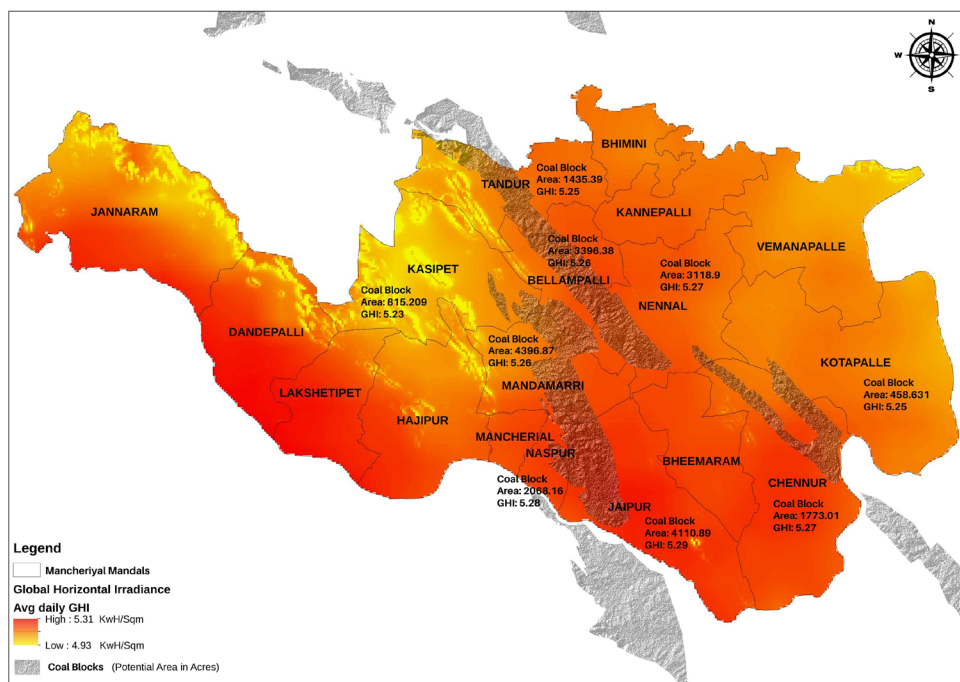 N
W
E
S
BHIMINI
Coal Block
Area: 1435.39
GHI: 5.25
TANDUR
JANNARAM
KANNEPALLI
Coal Block
Area: 3396.38
GHI: 5.26
VEMANAPALLE
KASIPET
Coal Block
Area: 3118.9
GHI: 5.27
BELLAMPALLI
Coal Block
Area: 815.209
GHI: 5.23
NENNAL
DANDEPALLI
Coal Block
Area: 4396.87
GHI: 5.26
KOTAPALLE
Coal Block
Area: 458.631
GHI: 5.25
MANDAMARRI
LAKSHETIPET
HAJIPUR
MANCHERIAL
NASPUR
BHEEMARAM
Coal Block
Area: 2068.16
GHI: 5.28
CHENNUR
Coal Block
Area: 1773.01
GHI: 5.27
JAIPUR
Coal Block
Area: 4110.89
GHI: 5.29
Legend
Mancheriyal Mandals
Global Horizontal Irradiance
Avg daily GHI
High : 5.31 KwH/Sqm
Low : 4.93 KwH/Sqm
Coal Blocks (Potential Area in Acres)